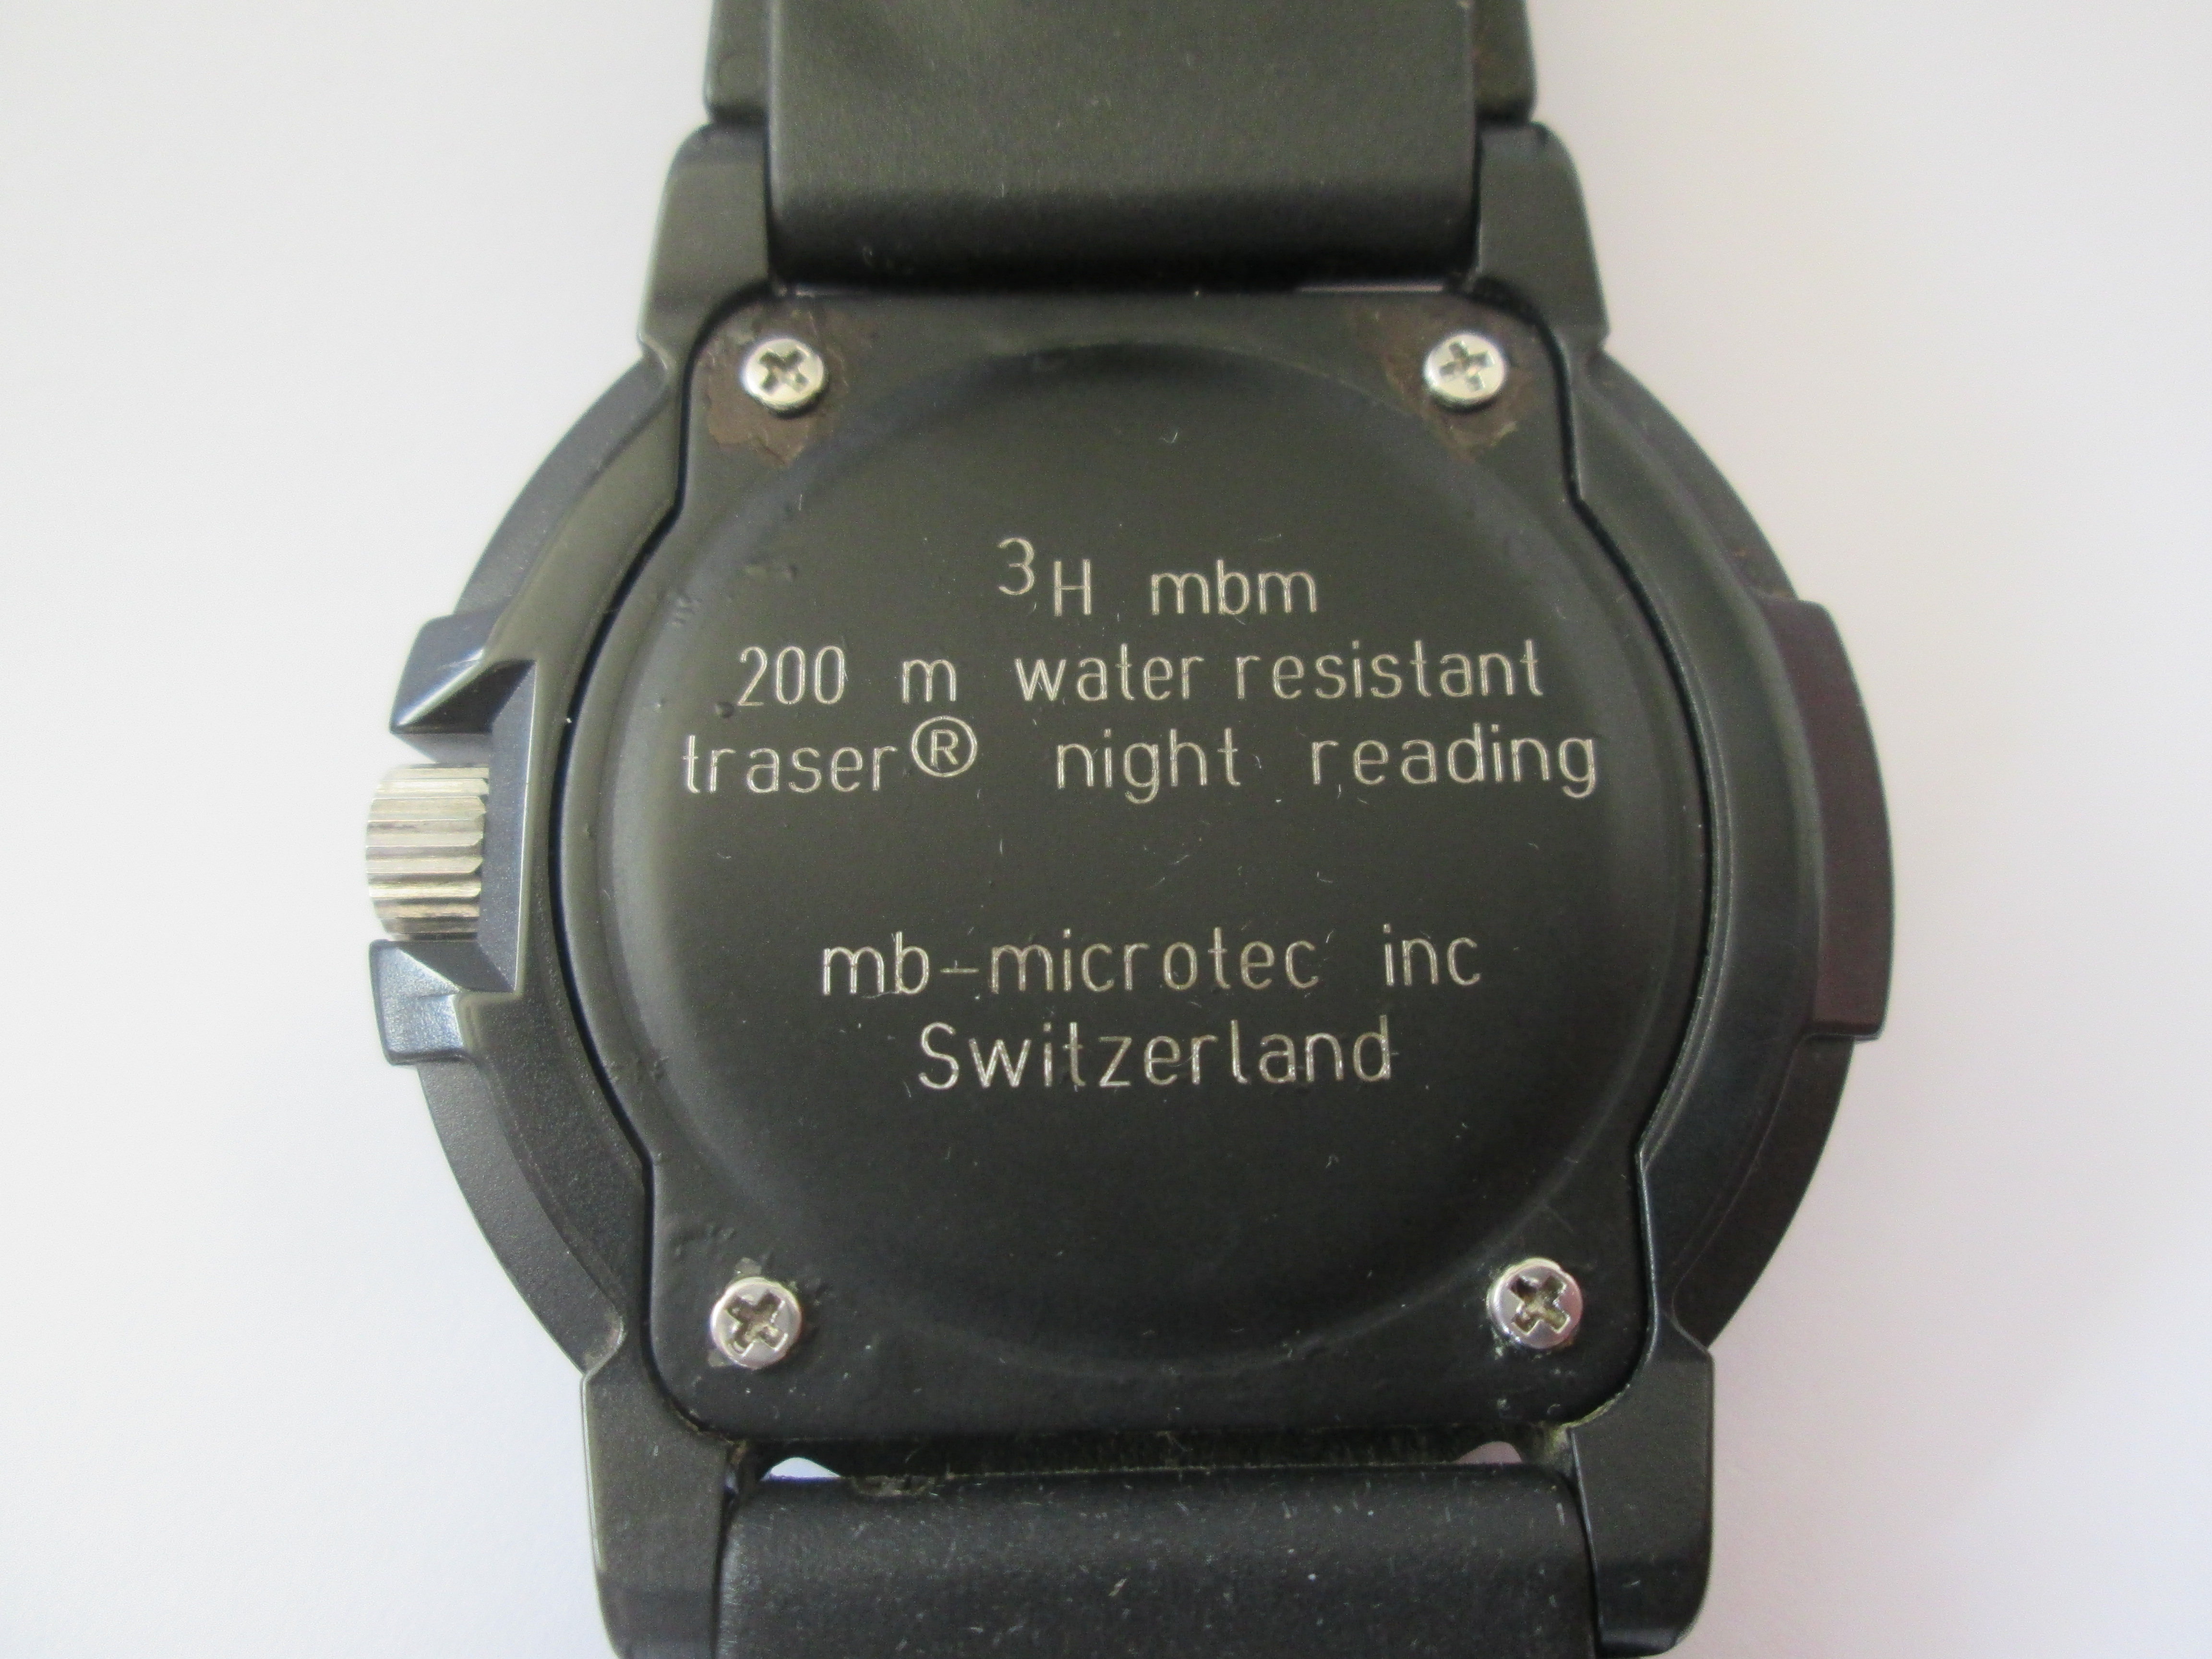 ³H mbm
200 m water resistant
traser® night reading
mb-microtec inc
Switzerland